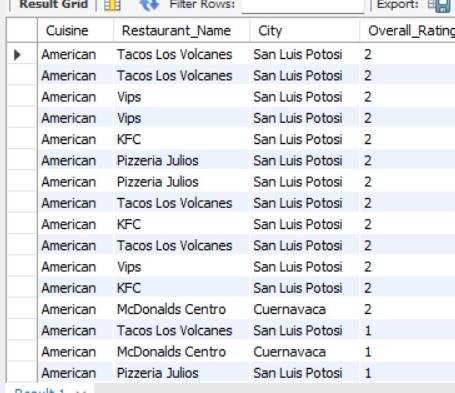 Result Grid Filter Rows: Export:
Cuisine Restaurant_Name City Overall_Rating
American Tacos Los Volcanes San Luis Potosi 2
American Tacos Los Volcanes San Luis Potosi 2
American Vips San Luis Potosi 2
American Vips San Luis Potosi 2
American KFC San Luis Potosi 2
American Pizzeria Julios San Luis Potosi 2
American Pizzeria Julios San Luis Potosi 2
American Tacos Los Volcanes San Luis Potosi 2
American KFC San Luis Potosi 2
American Tacos Los Volcanes San Luis Potosi 2
American Vips San Luis Potosi 2
American KFC San Luis Potosi 2
American McDonalds Centro Cuernavaca 2
American Tacos Los Volcanes San Luis Potosi 1
American McDonalds Centro Cuernavaca 1
American Pizzeria Julios San Luis Potosi 1
Result 1